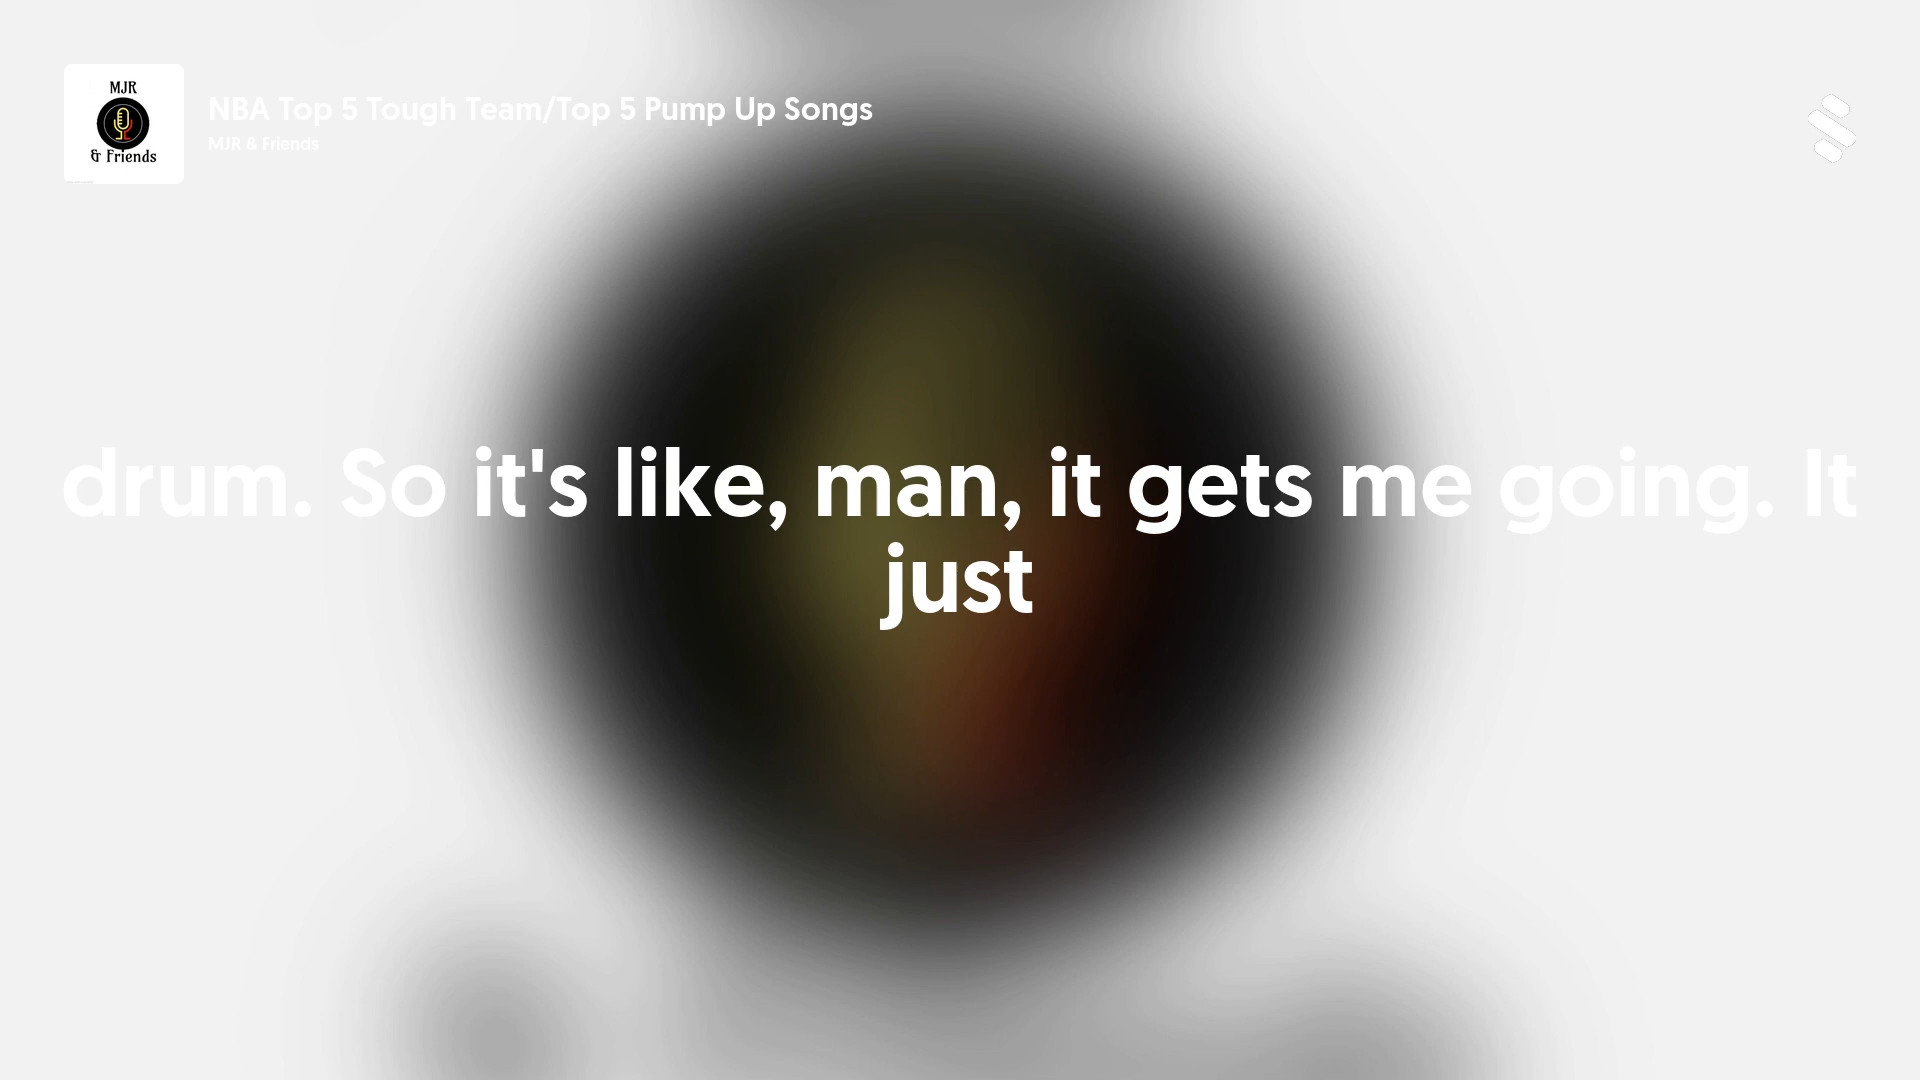 MJR
& Friends
NBA Top 5 Tough Team/Top 5 Pump Up Songs
MJR & Friends
drum. So it's like, man, it gets me going. It
just